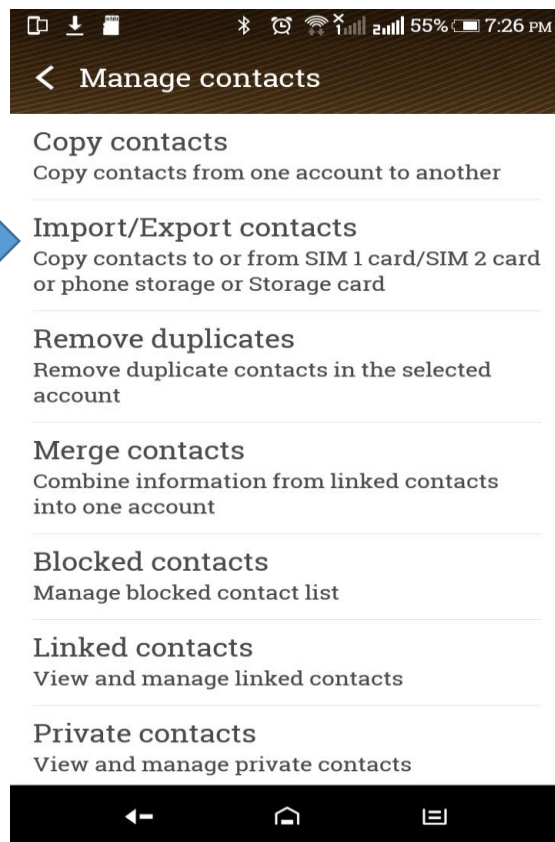 55% 7:26 PM
Manage contacts
Copy contacts
Copy contacts from one account to another
Import/Export contacts
Copy contacts to or from SIM 1 card/SIM 2 card
or phone storage or Storage card
Remove duplicates
Remove duplicate contacts in the selected
account
Merge contacts
Combine information from linked contacts
into one account
Blocked contacts
Manage blocked contact list
Linked contacts
View and manage linked contacts
Private contacts
View and manage private contacts